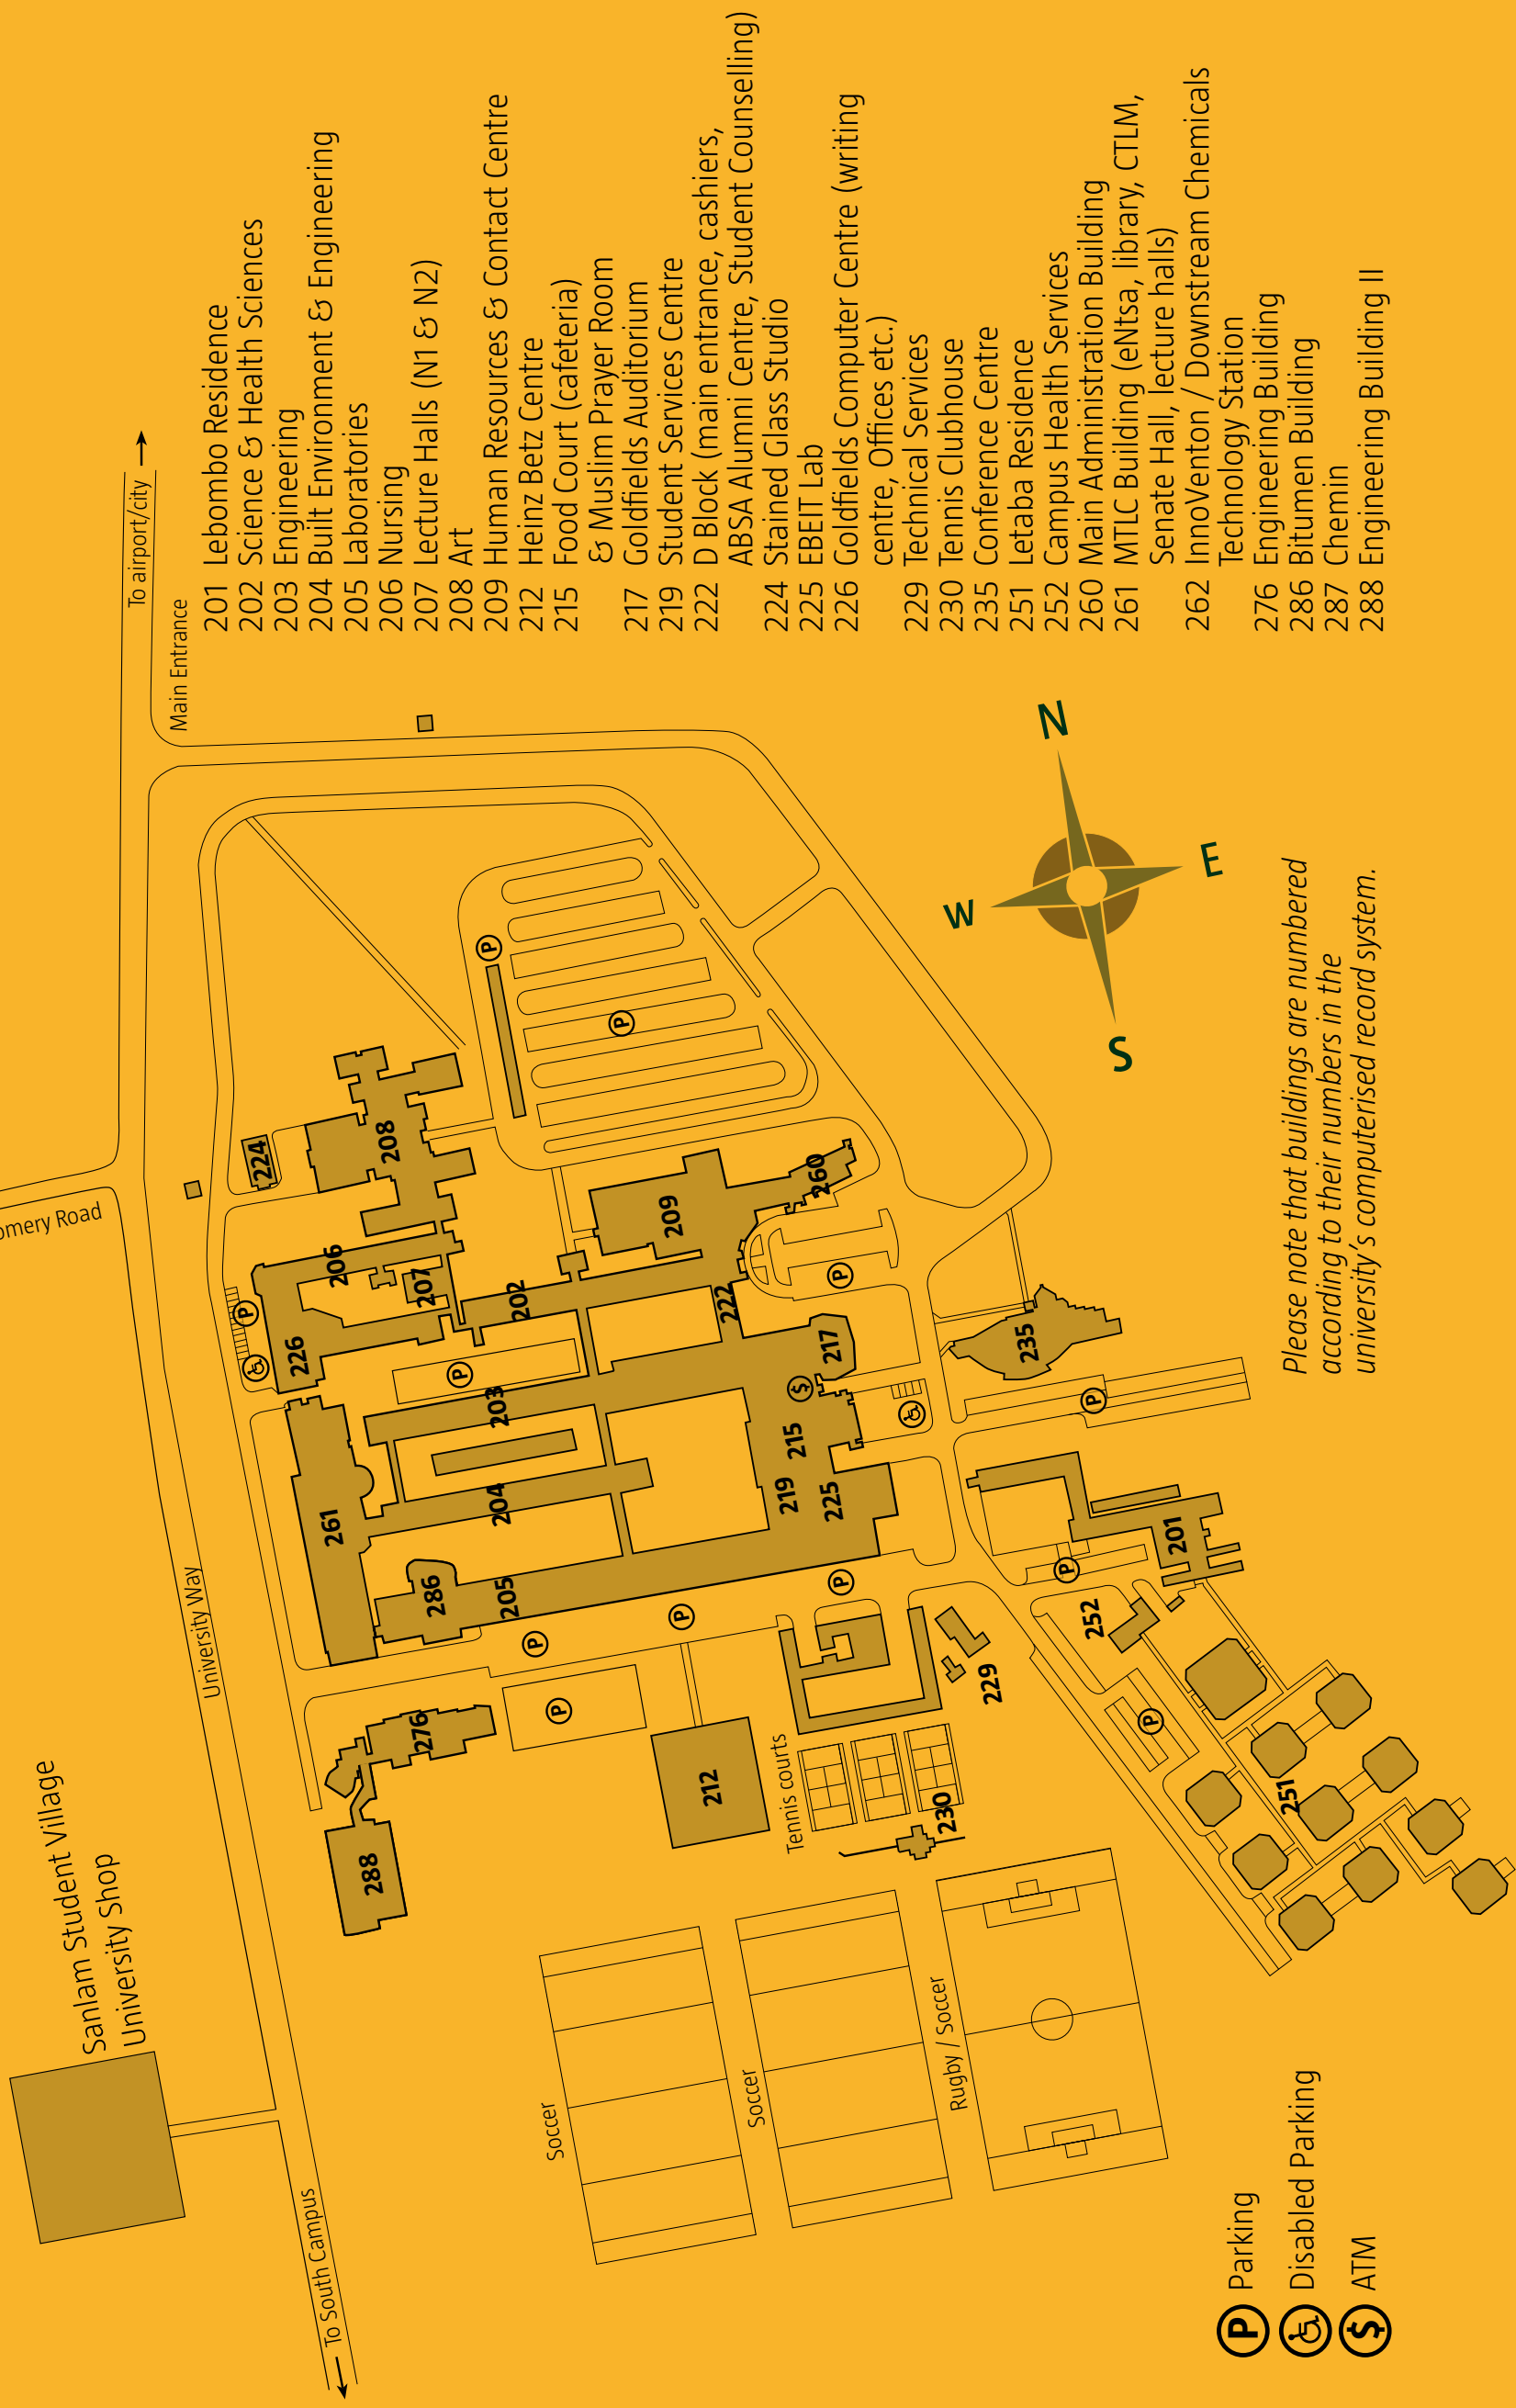 201 Lebombo Residence
202 Science & Health Sciences
203 Engineering
204 Built Environment & Engineering
205 Laboratories
206 Nursing
207 Lecture Halls (N1 & N2)
208 Art
209 Human Resources & Contact Centre
212 Heinz Betz Centre
215 Food Court (cafeteria)
& Muslim Prayer Room
217 Goldfields Auditorium
219 Student Services Centre
222 D Block (main entrance, cashiers,
ABSA Alumni Centre, Student Counselling)
224 Stained Glass Studio
225 EBEIT Lab
226 Goldfields Computer Centre (writing
centre, Offices etc.)
229 Technical Services
230 Tennis Clubhouse
235 Conference Centre
251 Letaba Residence
252 Campus Health Services
260 Main Administration Building
261 MTLC Building (eNtsa, library, CTLM,
Senate Hall, lecture halls)
262 InnoVenton / Downstream Chemicals
Technology Station
276 Engineering Building
286 Bitumen Building
287 Chemin
288 Engineering Building II
To airport/city
Main Entrance
omery Road
University Way
Sanlam Student Village
University Shop
To South Campus
224
208
206
207
226
202
209
260
222
217
203
261
204
215
219
225
235
286
205
201
252
276
229
212
Tennis courts
230
288
251
Soccer
Soccer
Rugby / Soccer
P
P
P
P
P
P
P
P
P
P
P
P
P
$
N
W
E
S
Please note that buildings are numbered
according to their numbers in the
university's computerised record system.
P Parking
Disabled Parking
$ ATM